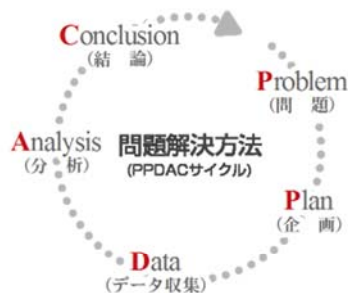 Conclusion
(結 論)
Problem
(問 題)
Analysis
(分 析)
問題解決方法
(PPDACサイクル)
Plan
(企 画)
Data
(データ収集)